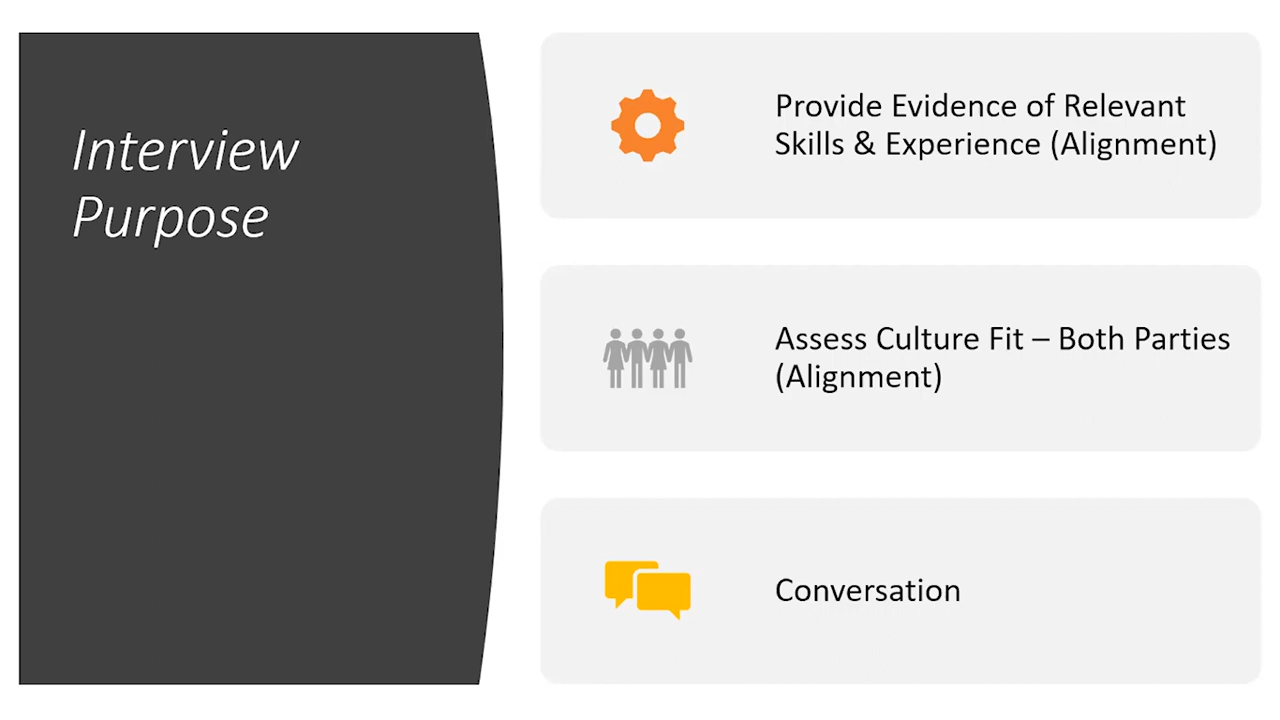 Interview
Purpose
Provide Evidence of Relevant
Skills & Experience (Alignment)
Assess Culture Fit – Both Parties
(Alignment)
Conversation